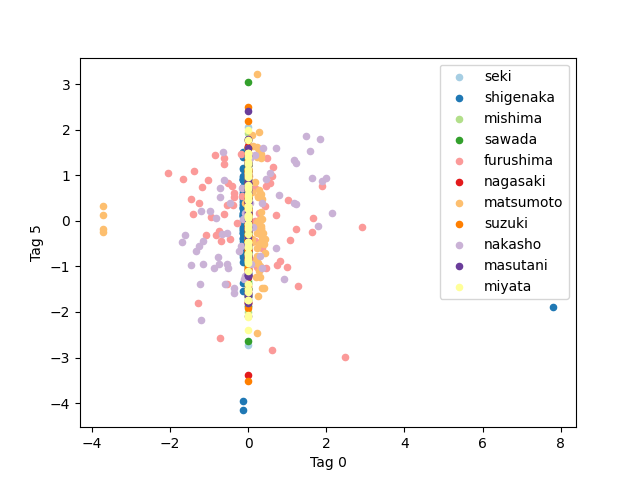 seki
shigenaka
mishima
sawada
furushima
nagasaki
matsumoto
suzuki
nakasho
masutani
miyata
Tag 5
3
2
1
0
−1
−2
−3
−4
−4 −2 0 2 4 6 8
Tag 0